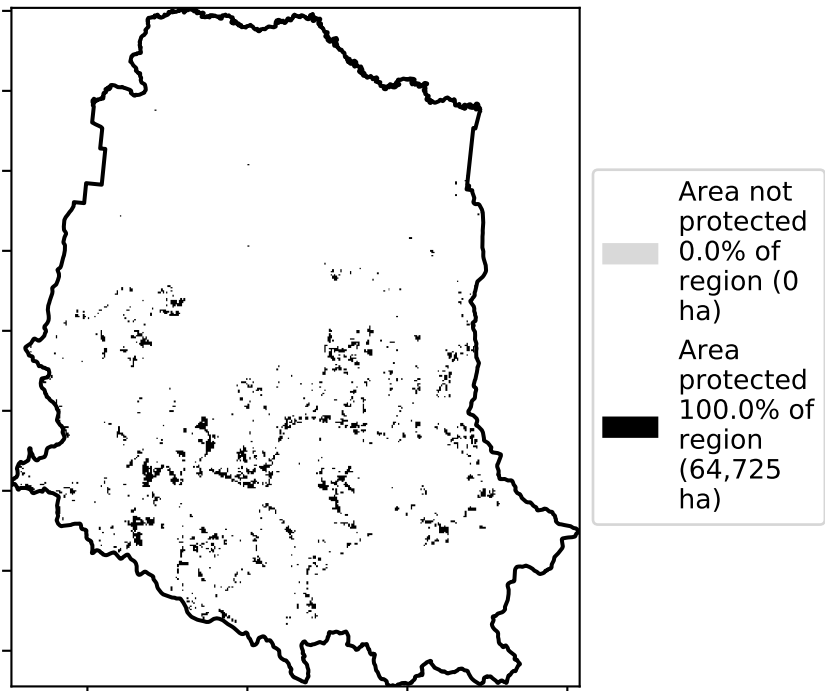 Area not
protected
0.0% of
region (0
ha)
Area
protected
100.0% of
region
(64,725
ha)